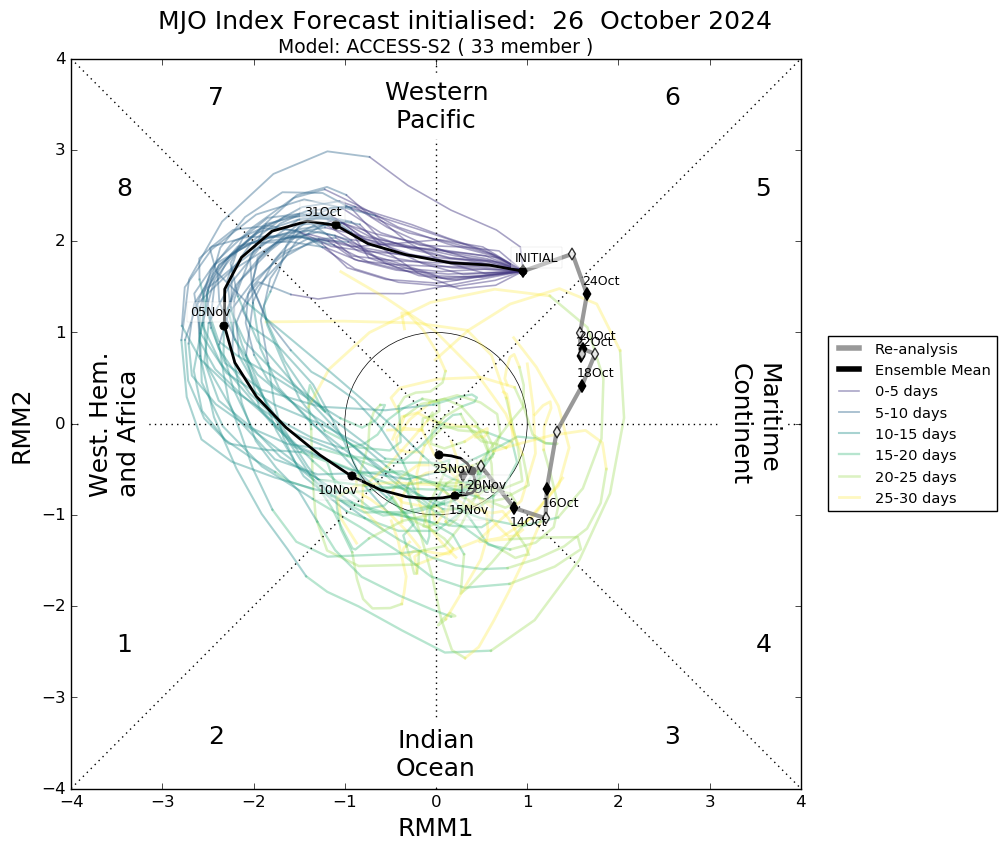 MJO Index Forecast initialised:  26  October 2024
Model: ACCESS-S2 ( 33 member )
4
3
2
1
0
−1
−2
−3
−4
−4
−3
−2
−1
0
1
2
3
4
RMM2
RMM1
7
Western
Pacific
6
8
5
31Oct
INITIAL
24Oct
05Nov
20Oct
22Oct
18Oct
West. Hem.
and Africa
Maritime
Continent
25Nov
20Nov
10Nov
15Nov
16Oct
14Oct
1
4
2
3
Indian
Ocean
Re-analysis
Ensemble Mean
0-5 days
5-10 days
10-15 days
15-20 days
20-25 days
25-30 days